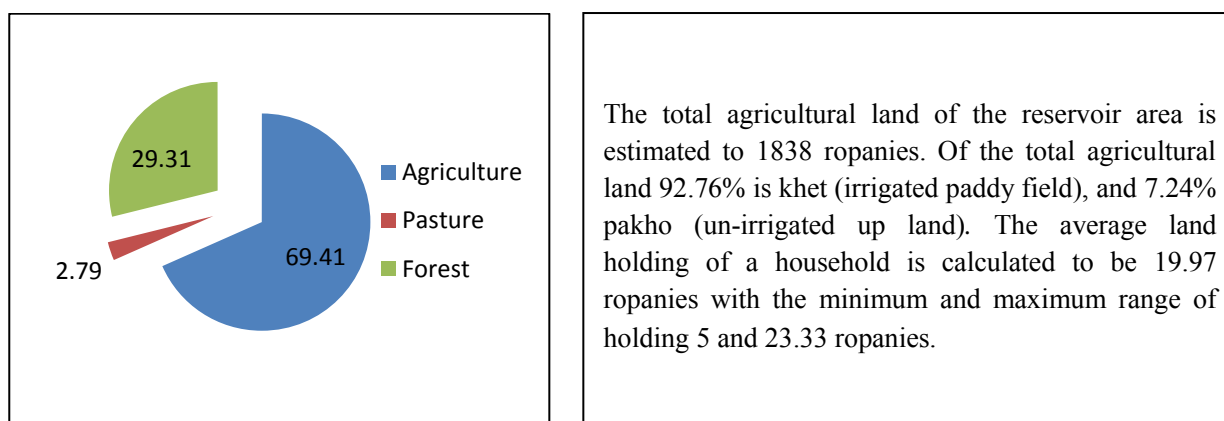 29.31
2.79
69.41
Agriculture
Pasture
Forest
The total agricultural land of the reservoir area is
estimated to 1838 ropanies. Of the total agricultural
land 92.76% is khet (irrigated paddy field), and 7.24%
pakho (un-irrigated up land). The average land
holding of a household is calculated to be 19.97
ropanies with the minimum and maximum range of
holding 5 and 23.33 ropanies.